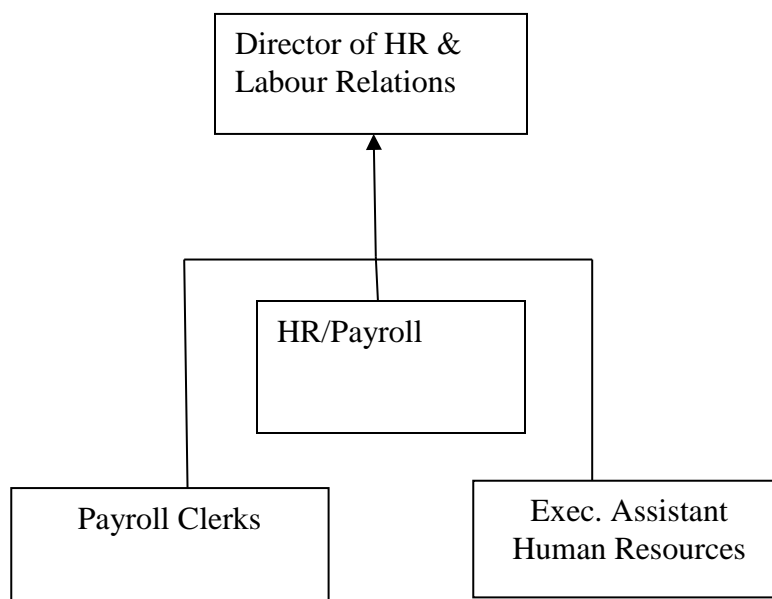 Director of HR &
Labour Relations
HR/Payroll
Payroll Clerks
Exec. Assistant
Human Resources